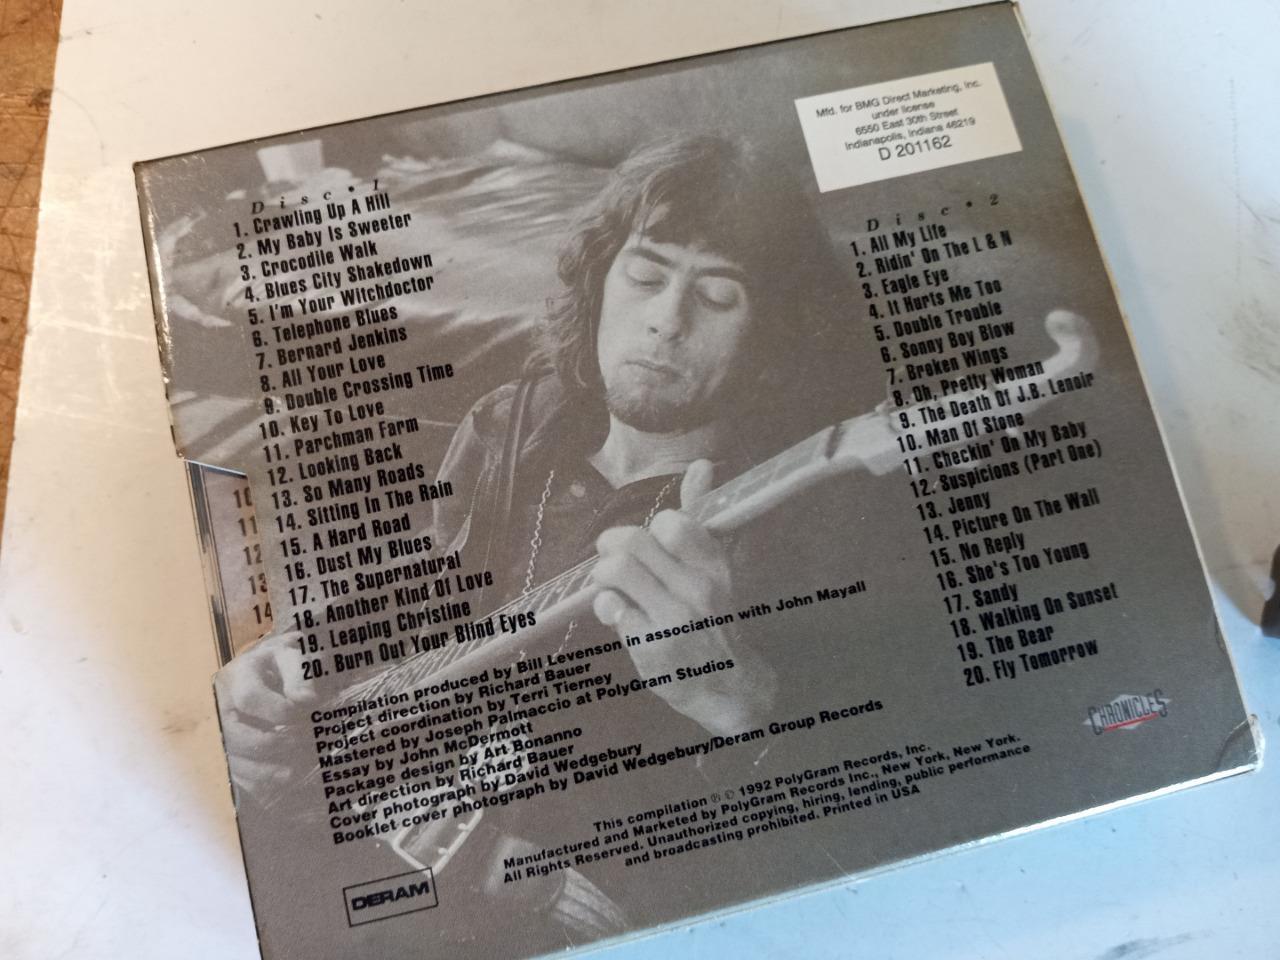 Mfd. for BMG Direct Marketing, Inc.
under license
6550 East 30th Street
Indianapolis, Indiana 46219
D 201162
Disc • 1
1. Crawling Up A Hill
2. My Baby Is Sweeter
3. Crocodile Walk
4. Blues City Shakedown
5. I'm Your Witchdoctor
6. Telephone Blues
7. Bernard Jenkins
8. All Your Love
9. Double Crossing Time
10. Key To Love
11. Parchman Farm
12. Looking Back
13. So Many Roads
14. Sitting In The Rain
15. A Hard Road
16. Dust My Blues
17. The Supernatural
18. Another Kind Of Love
19. Leaping Christine
20. Burn Out Your Blind Eyes
Disc • 2
1. All My Life
2. Ridin' On The L & N
3. Eagle Eye
4. It Hurts Me Too
5. Double Trouble
6. Sonny Boy Blow
7. Broken Wings
8. Oh, Pretty Woman
9. The Death Of J.B. Lenoir
10. Man Of Stone
11. Checkin' On My Baby
12. Suspicions (Part One)
13. Jenny
14. Picture On The Wall
15. No Reply
16. She's Too Young
17. Sandy
18. Walking On Sunset
19. The Bear
20. Fly Tomorrow
10
11
12
13
14
Compilation produced by Bill Levenson in association with John Mayall
Project direction by Richard Bauer
Project coordination by Terri Tierney
Mastered by Joseph Palmaccio at PolyGram Studios
Essay by John McDermott
Package design by Art Bonanno
Art direction by Richard Bauer
Cover photograph by David Wedgebury
Booklet cover photograph by David Wedgebury/Deram Group Records
CHRONICLES
This compilation ℗ © 1992 PolyGram Records, Inc.
Manufactured and Marketed by PolyGram Records Inc., New York, New York.
All Rights Reserved. Unauthorized copying, hiring, lending, public performance
and broadcasting prohibited. Printed in USA
DERAM